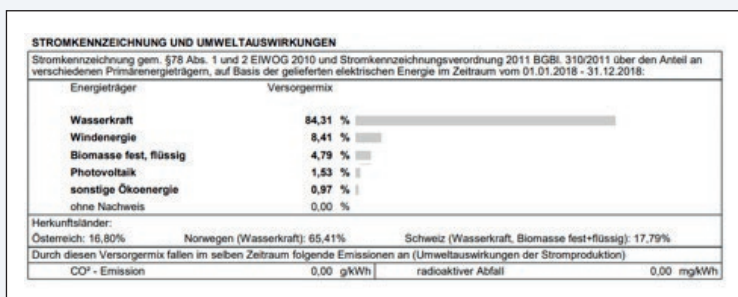 STROMKENNZEICHNUNG UND UMWELTAUSWIRKUNGEN
Stromkennzeichnung gem. §78 Abs. 1 und 2 ElWOG 2010 und Stromkennzeichnungsverordnung 2011 BGBl. 310/2011 über den Anteil an
verschiedenen Primärenergieträgern, auf Basis der gelieferten elektrischen Energie im Zeitraum vom 01.01.2018 - 31.12.2018:
Energieträger Versorgermix
Wasserkraft 84,31 %
Windenergie 8,41 %
Biomasse fest, flüssig 4,79 %
Photovoltaik 1,53 %
sonstige Ökoenergie 0,97 %
ohne Nachweis 0,00 %
Herkunftsländer:
Österreich: 16,80% Norwegen (Wasserkraft): 65,41% Schweiz (Wasserkraft, Biomasse fest+flüssig): 17,79%
Durch diesen Versorgermix fallen im selben Zeitraum folgende Emissionen an (Umweltauswirkungen der Stromproduktion)
CO² - Emission 0,00 g/kWh radioaktiver Abfall 0,00 mg/kWh